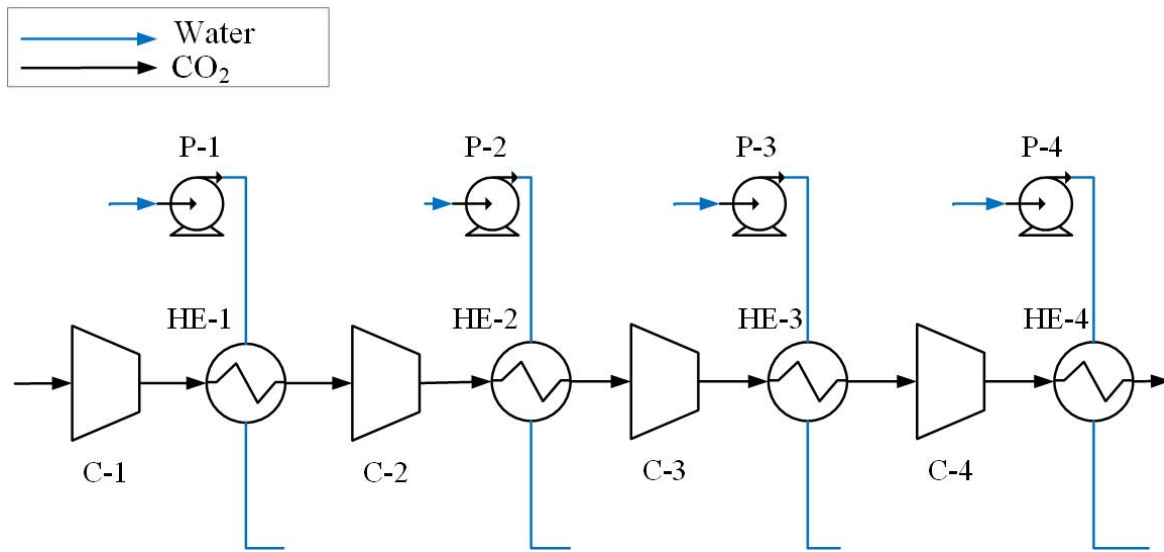 Water
CO₂
P-1
P-2
P-3
P-4
HE-1
HE-2
HE-3
HE-4
C-1
C-2
C-3
C-4